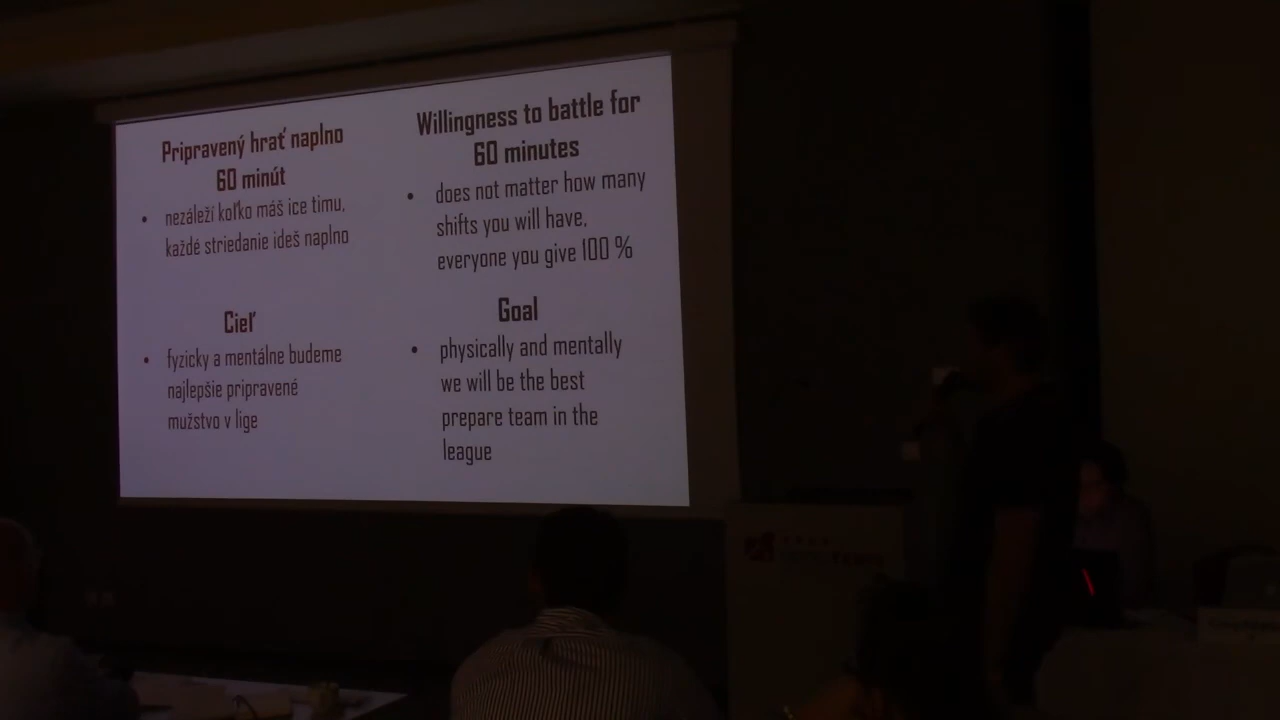 Pripravený hrať naplno
60 minút
• nezáleží koľko máš ice timu,
každé striedanie ideš naplno
Cieľ
• fyzicky a mentálne budeme
najlepšie pripravené
mužstvo v lige
Willingness to battle for
60 minutes
• does not matter how many
shifts you will have,
everyone you give 100 %
Goal
• physically and mentally
we will be the best
prepare team in the
league